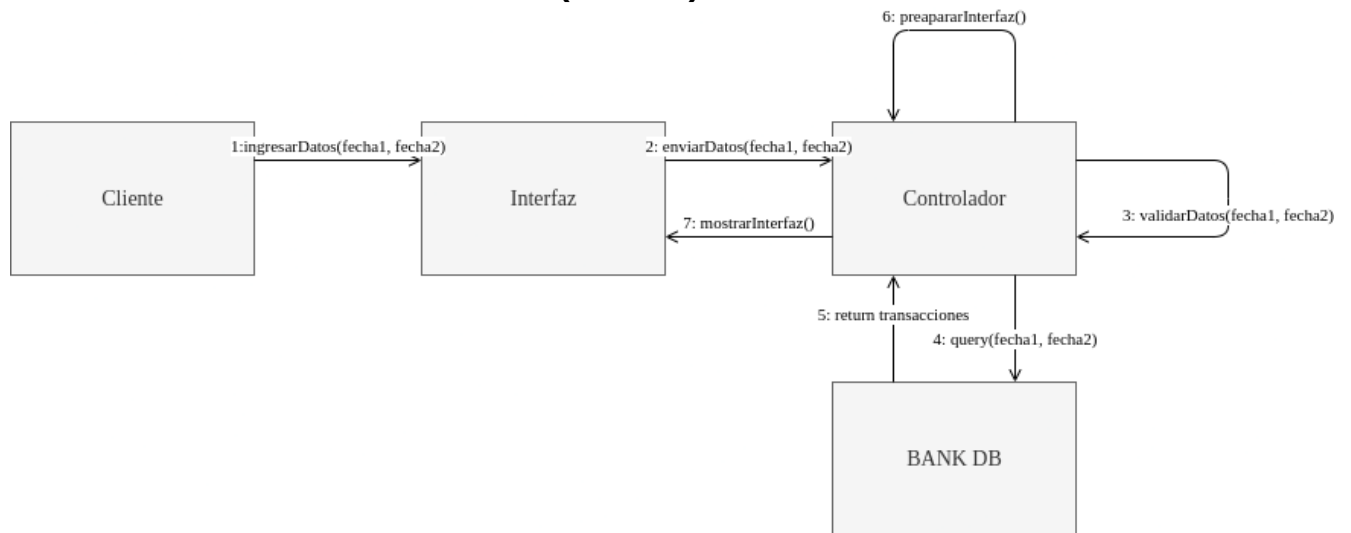 6: preapararInterfaz()
1:ingresarDatos(fecha1, fecha2)
2: enviarDatos(fecha1, fecha2)
Cliente
Interfaz
Controlador
3: validarDatos(fecha1, fecha2)
7: mostrarInterfaz()
5: return transacciones
4: query(fecha1, fecha2)
BANK DB